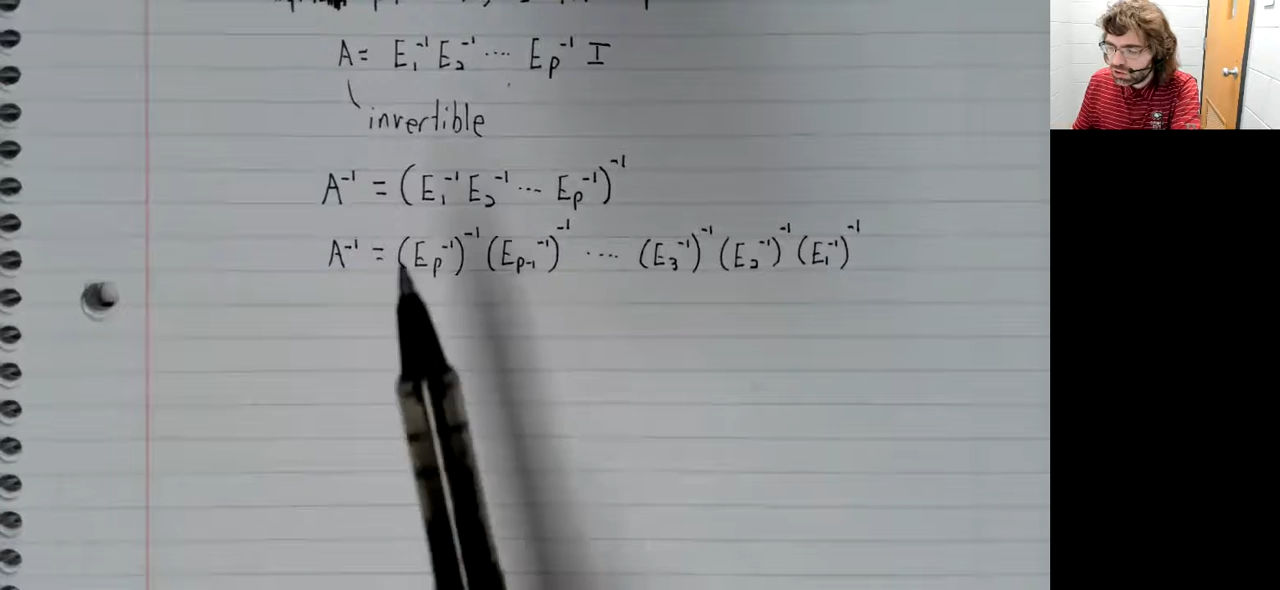 A = E₁⁻¹ E₂⁻¹ ···· Eₚ⁻¹ I
invertible
A⁻¹ = (E₁⁻¹ E₂⁻¹ ··· Eₚ⁻¹)⁻¹
A⁻¹ = (Eₚ⁻¹)⁻¹ (Eₚ₋₁⁻¹)⁻¹ ···· (E₃⁻¹)⁻¹ (E₂⁻¹)⁻¹ (E₁⁻¹)⁻¹